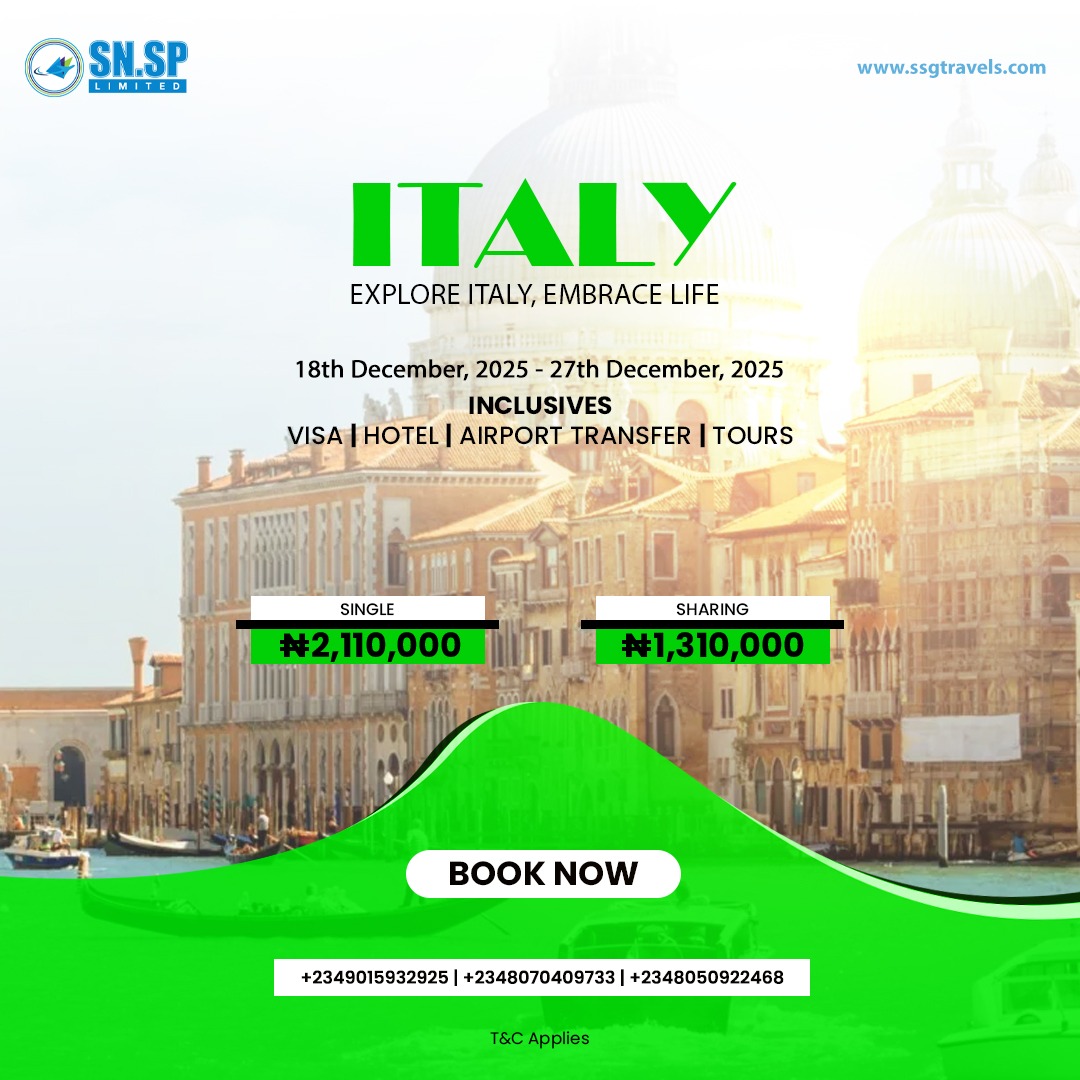 SN.SP
LIMITED
www.ssgtravels.com
ITALY
EXPLORE ITALY, EMBRACE LIFE
18th December, 2025 - 27th December, 2025
INCLUSIVES
VISA | HOTEL | AIRPORT TRANSFER | TOURS
SINGLE
₦2,110,000
SHARING
₦1,310,000
BOOK NOW
+2349015932925 | +2348070409733 | +2348050922468
T&C Applies